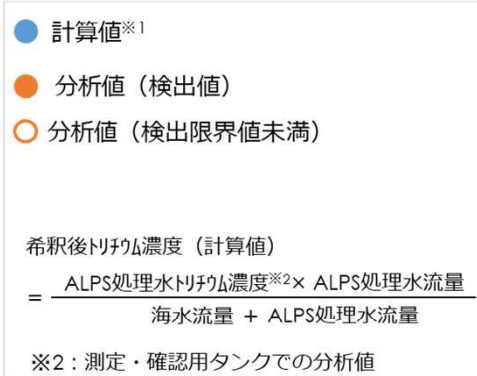 計算値※1
分析値（検出値）
分析値（検出限界値未満）
希釈後トリチウム濃度（計算値）
= ALPS処理水トリチウム濃度※2× ALPS処理水流量
海水流量 + ALPS処理水流量
※2：測定・確認用タンクでの分析値